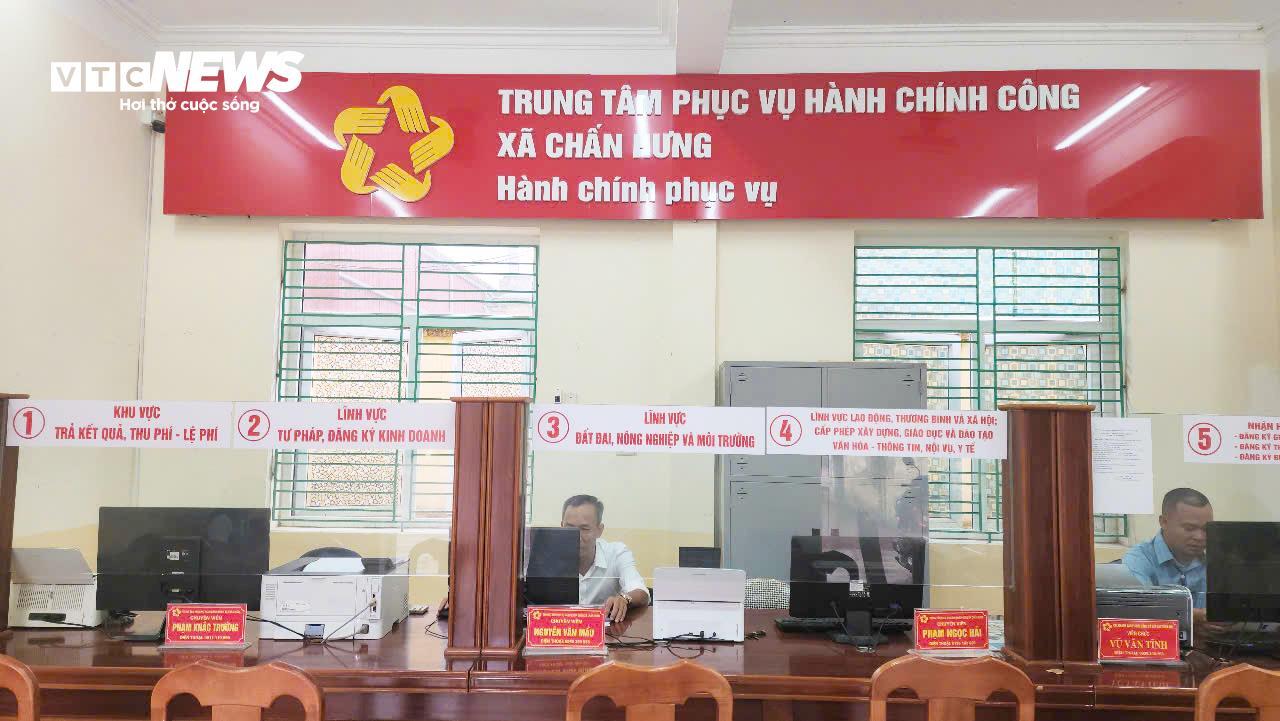 VTC NEWS
Hơi thở cuộc sống
TRUNG TÂM PHỤC VỤ HÀNH CHÍNH CÔNG
XÃ CHẤN HƯNG
Hành chính phục vụ
1
KHU VỰC
TRẢ KẾT QUẢ, THU PHÍ - LỆ PHÍ
2
LĨNH VỰC
TƯ PHÁP, ĐĂNG KÝ KINH DOANH
3
LĨNH VỰC
ĐẤT ĐAI, NÔNG NGHIỆP VÀ MÔI TRƯỜNG
4
LĨNH VỰC LAO ĐỘNG, THƯƠNG BINH VÀ XÃ HỘI;
CẤP PHÉP XÂY DỰNG, GIÁO DỤC VÀ ĐÀO TẠO
VĂN HÓA - THÔNG TIN, NỘI VỤ, Y TẾ
5
NHẬN
- ĐĂNG KÝ
- ĐĂNG KÝ
- ĐĂNG KÝ
CHUYÊN VIÊN
PHẠM KHẮC TRƯỜNG
CHUYÊN VIÊN
NGUYỄN VĂN MẬU
CHUYÊN VIÊN
PHẠM NGỌC HẢI
VIÊN CHỨC
VŨ VĂN TỈNH